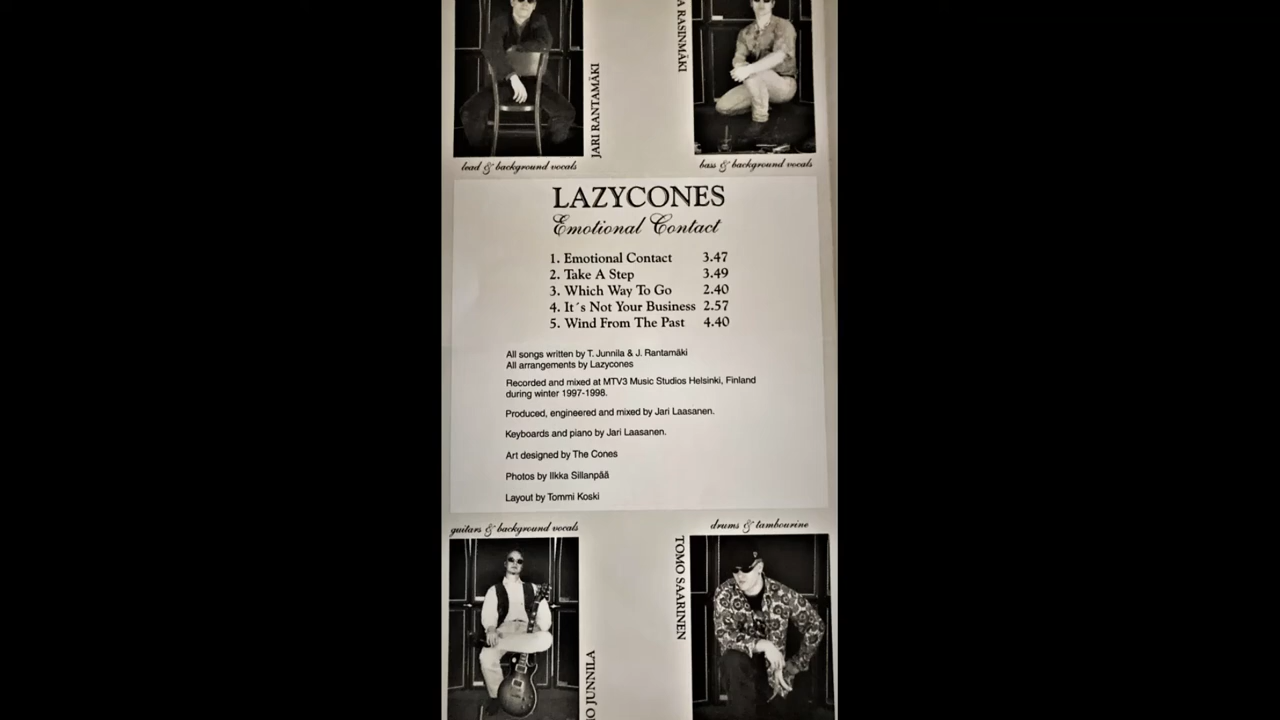 JARI RANTAMÄKI
A RASINMÄKI
lead & background vocals
bass & background vocals
LAZYCONES
Emotional Contact
1. Emotional Contact 3.47
2. Take A Step 3.49
3. Which Way To Go 2.40
4. It´s Not Your Business 2.57
5. Wind From The Past 4.40
All songs written by T. Junnila & J. Rantamäki
All arrangements by Lazycones
Recorded and mixed at MTV3 Music Studios Helsinki, Finland
during winter 1997-1998.
Produced, engineered and mixed by Jari Laasanen.
Keyboards and piano by Jari Laasanen.
Art designed by The Cones
Photos by Ilkka Sillanpää
Layout by Tommi Koski
guitars & background vocals
drums & tambourine
O JUNNILA
TOMO SAARINEN